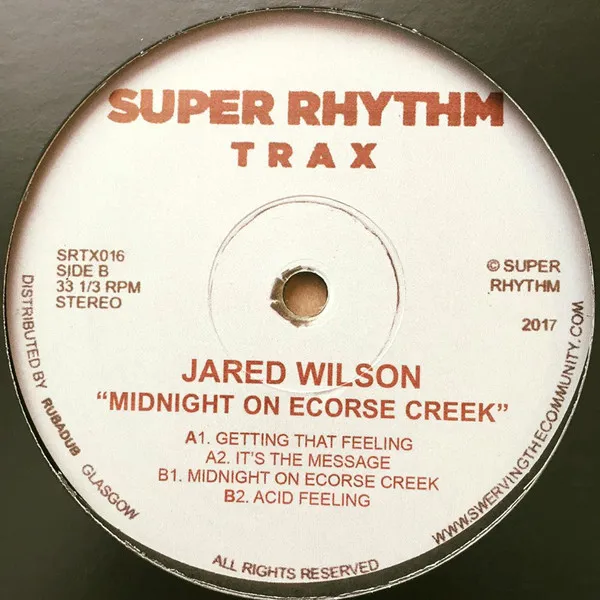 SUPER RHYTHM
TRAX
SRTX016
SIDE B
33 1/3 RPM
STEREO
© SUPER
RHYTHM
2017
JARED WILSON
“MIDNIGHT ON ECORSE CREEK”
A1. GETTING THAT FEELING
A2. IT'S THE MESSAGE
B1. MIDNIGHT ON ECORSE CREEK
B2. ACID FEELING
DISTRIBUTED BY RUBADUB GLASGOW
ALL RIGHTS RESERVED
WWW.SWERVINGTHECOMMUNITY.COM